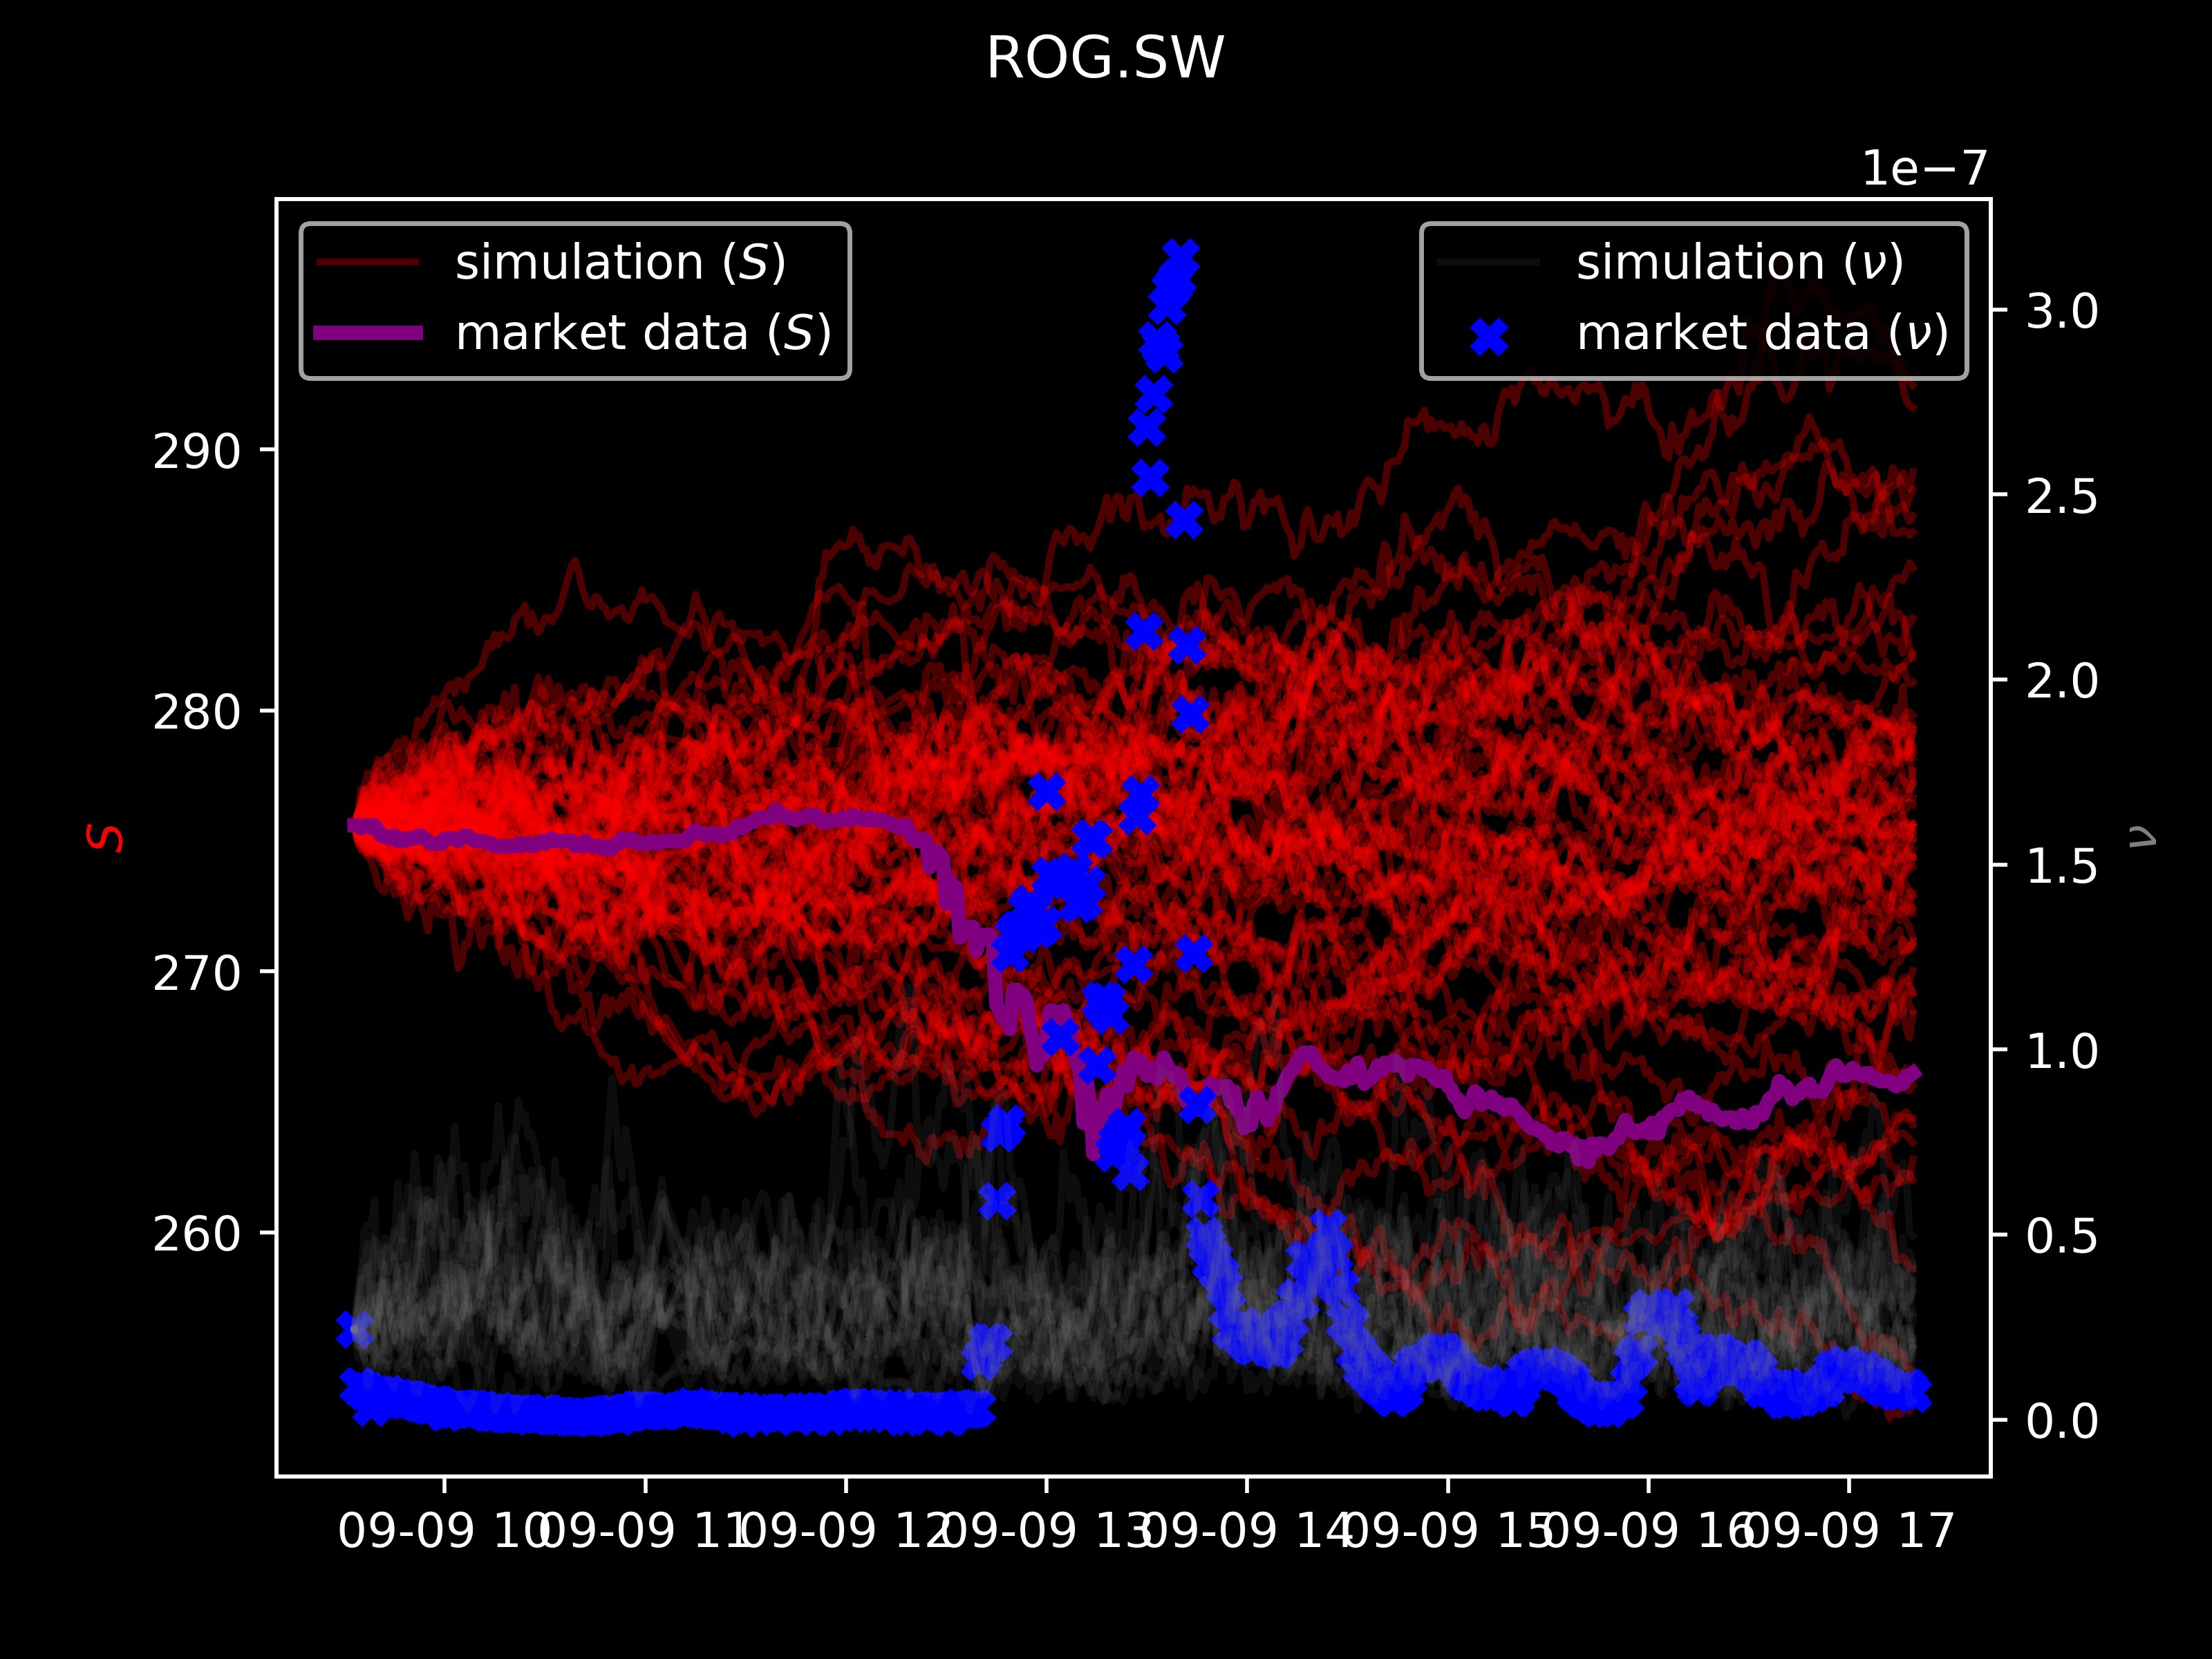 ROG.SW
1e−7
simulation (S)
market data (S)
simulation (ν)
market data (ν)
290
280
270
260
S
3.0
2.5
2.0
1.5
1.0
0.5
0.0
ν
09-09 10
09-09 11
09-09 12
09-09 13
09-09 14
09-09 15
09-09 16
09-09 17